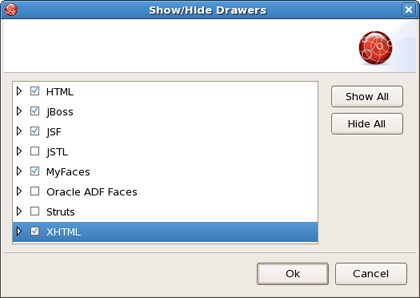 Show/Hide Drawers
HTML
JBoss
JSF
JSTL
MyFaces
Oracle ADF Faces
Struts
XHTML
Show All
Hide All
Ok
Cancel